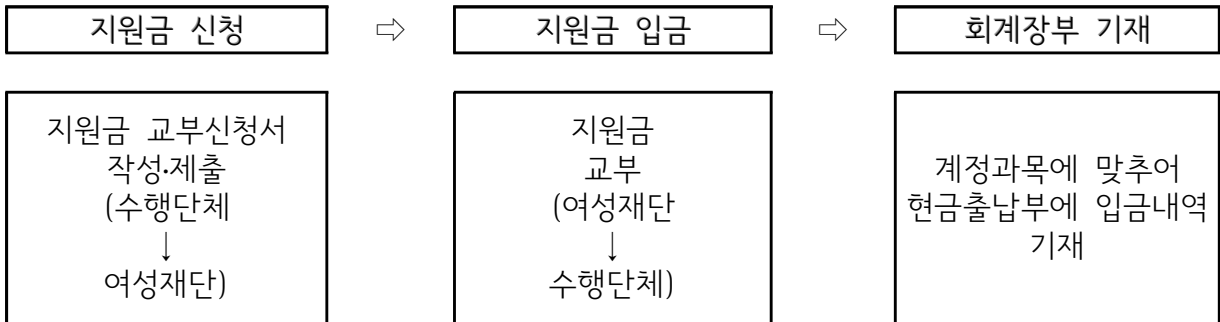 지원금 신청 ⇨ 지원금 입금 ⇨ 회계장부 기재
지원금 교부신청서
작성·제출
(수행단체
↓
여성재단)
지원금
교부
(여성재단
↓
수행단체)
계정과목에 맞추어
현금출납부에 입금내역
기재